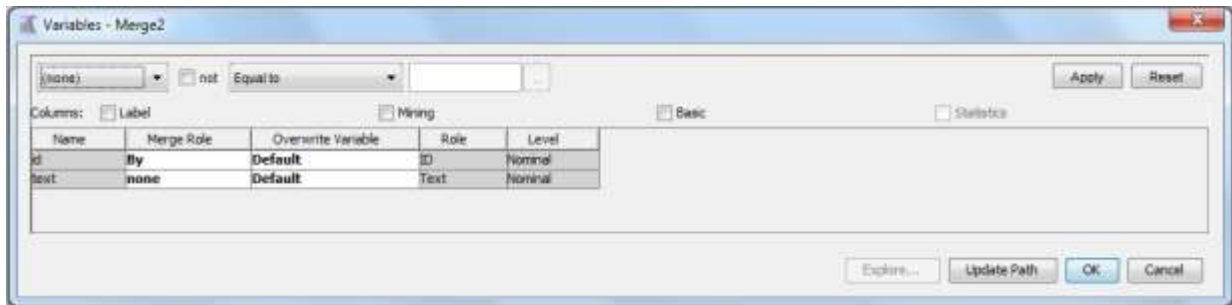 Variables - Merge2
(none) not Equal to ... Apply Reset
Columns: Label Mining Basic Statistics
Name Merge Role Overwrite Variable Role Level
id By Default ID Nominal
text none Default Text Nominal
Explore... Update Path OK Cancel